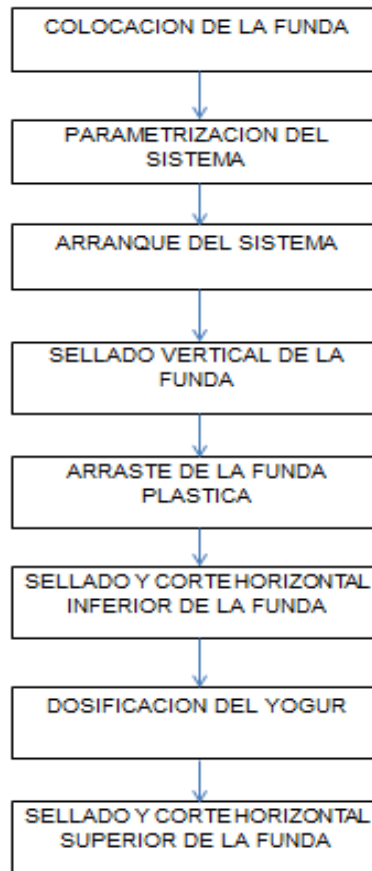 COLOCACION DE LA FUNDA
PARAMETRIZACION DEL
SISTEMA
ARRANQUE DEL SISTEMA
SELLADO VERTICAL DE LA
FUNDA
ARRASTE DE LA FUNDA
PLASTICA
SELLADO Y CORTE HORIZONTAL
INFERIOR DE LA FUNDA
DOSIFICACION DEL YOGUR
SELLADO Y CORTE HORIZONTAL
SUPERIOR DE LA FUNDA